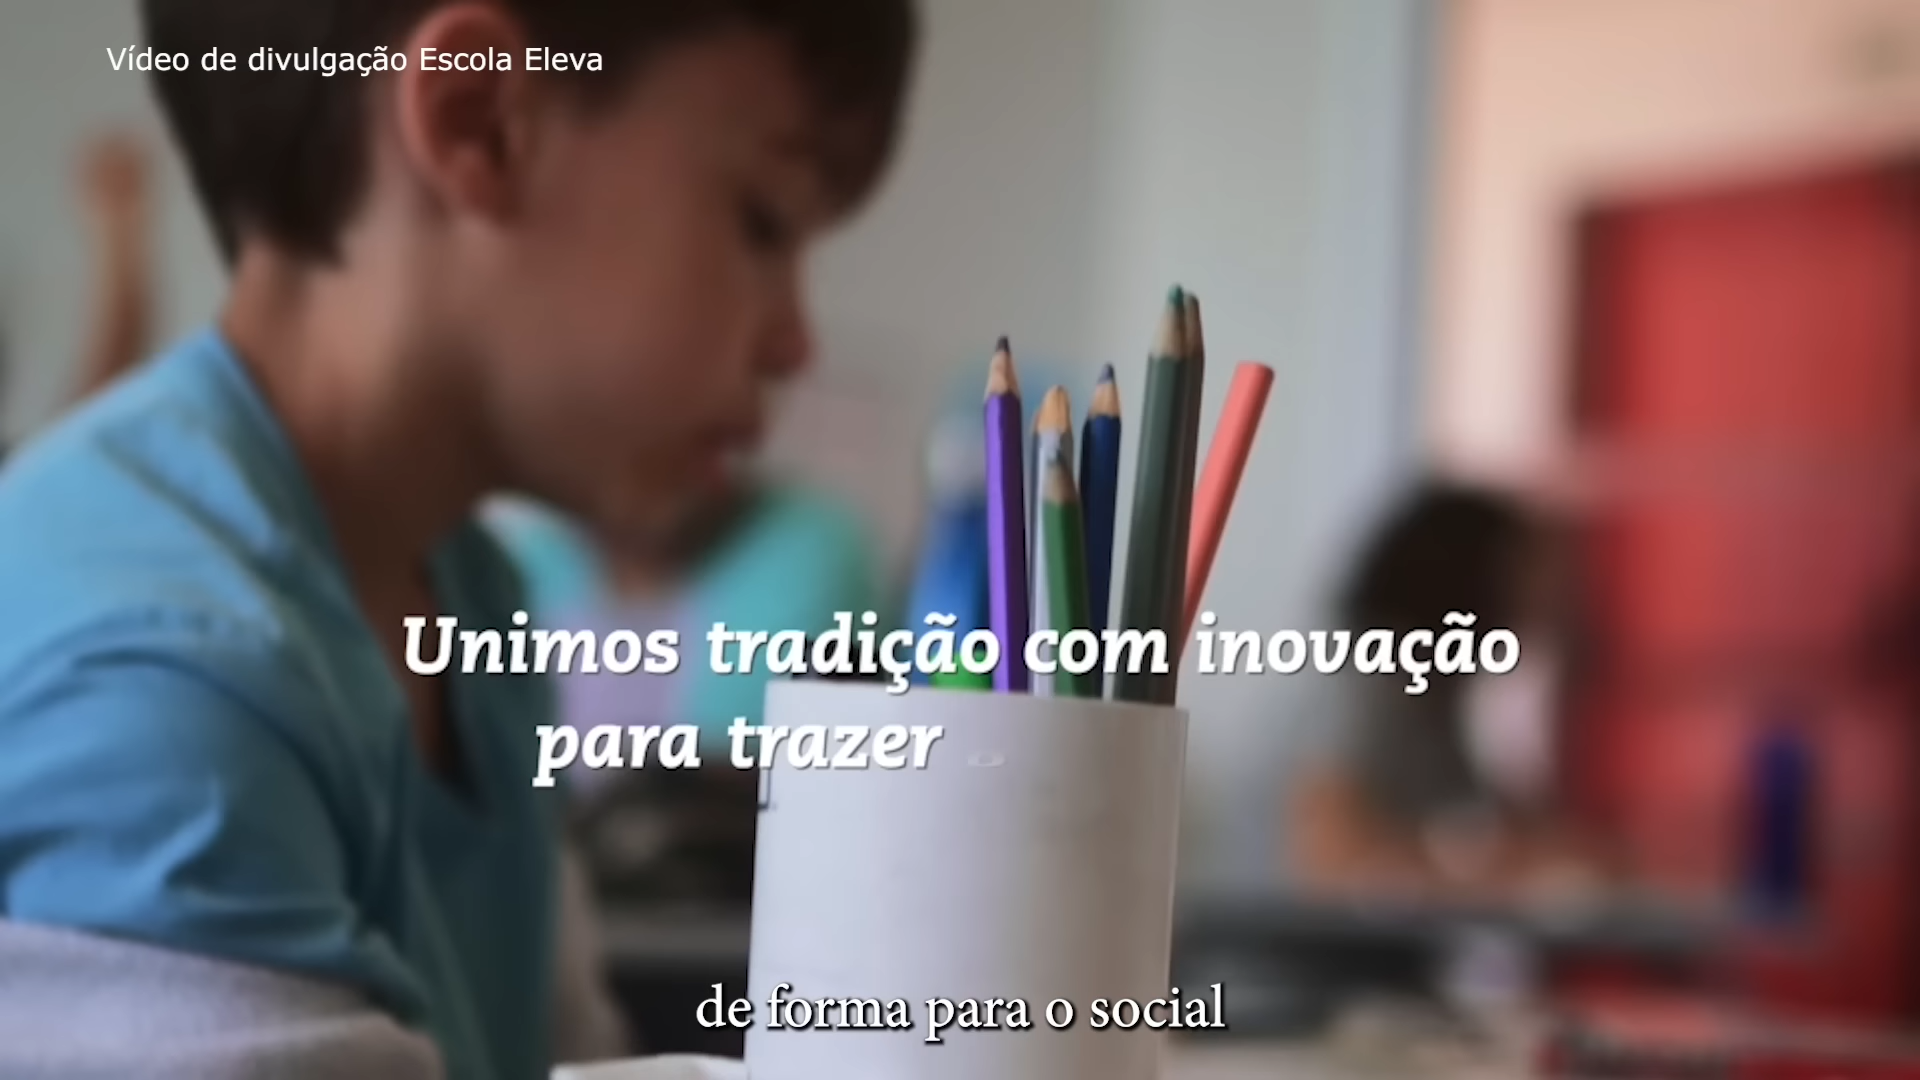 Vídeo de divulgação Escola Eleva
Unimos tradição com inovação
para trazer
de forma para o social